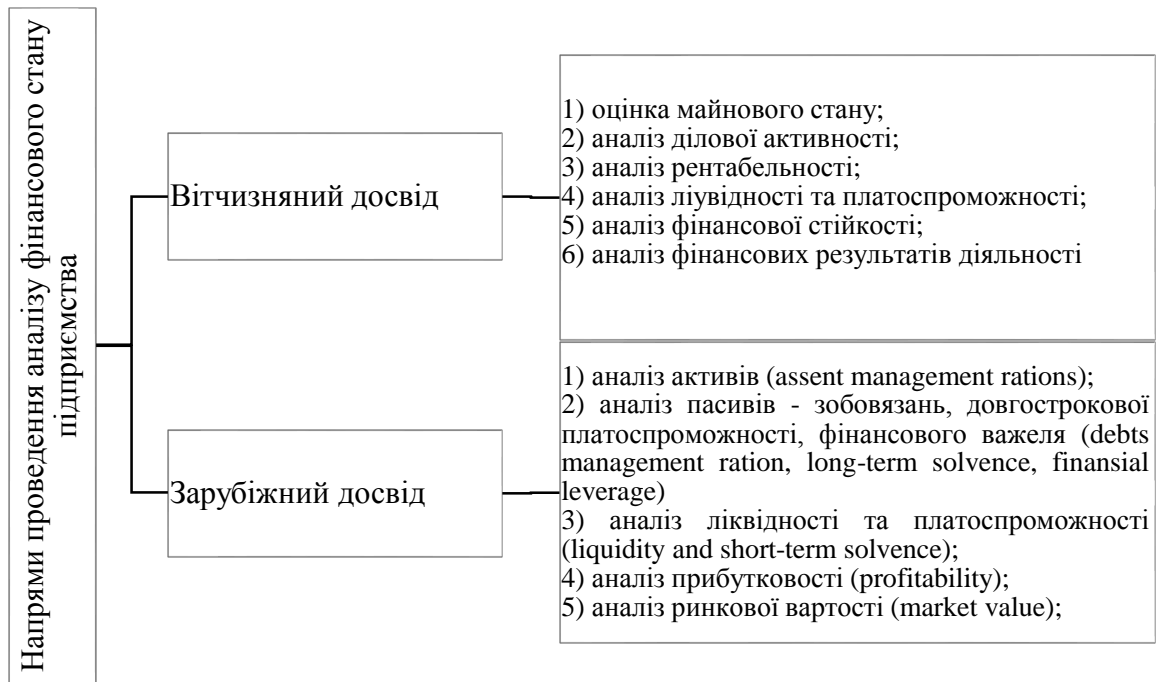 Напрями проведення аналізу фінансового стану
підприємства
Вітчизняний досвід
1) оцінка майнового стану;
2) аналіз ділової активності;
3) аналіз рентабельності;
4) аналіз ліувідності та платоспроможності;
5) аналіз фінансової стійкості;
6) аналіз фінансових результатів діяльності
Зарубіжний досвід
1) аналіз активів (assent management rations);
2) аналіз пасивів - зобовязань, довгострокової
платоспроможності, фінансового важеля (debts
management ration, long-term solvence, finansial
leverage)
3) аналіз ліквідності та платоспроможності
(liquidity and short-term solvence);
4) аналіз прибутковості (profitability);
5) аналіз ринкової вартості (market value);